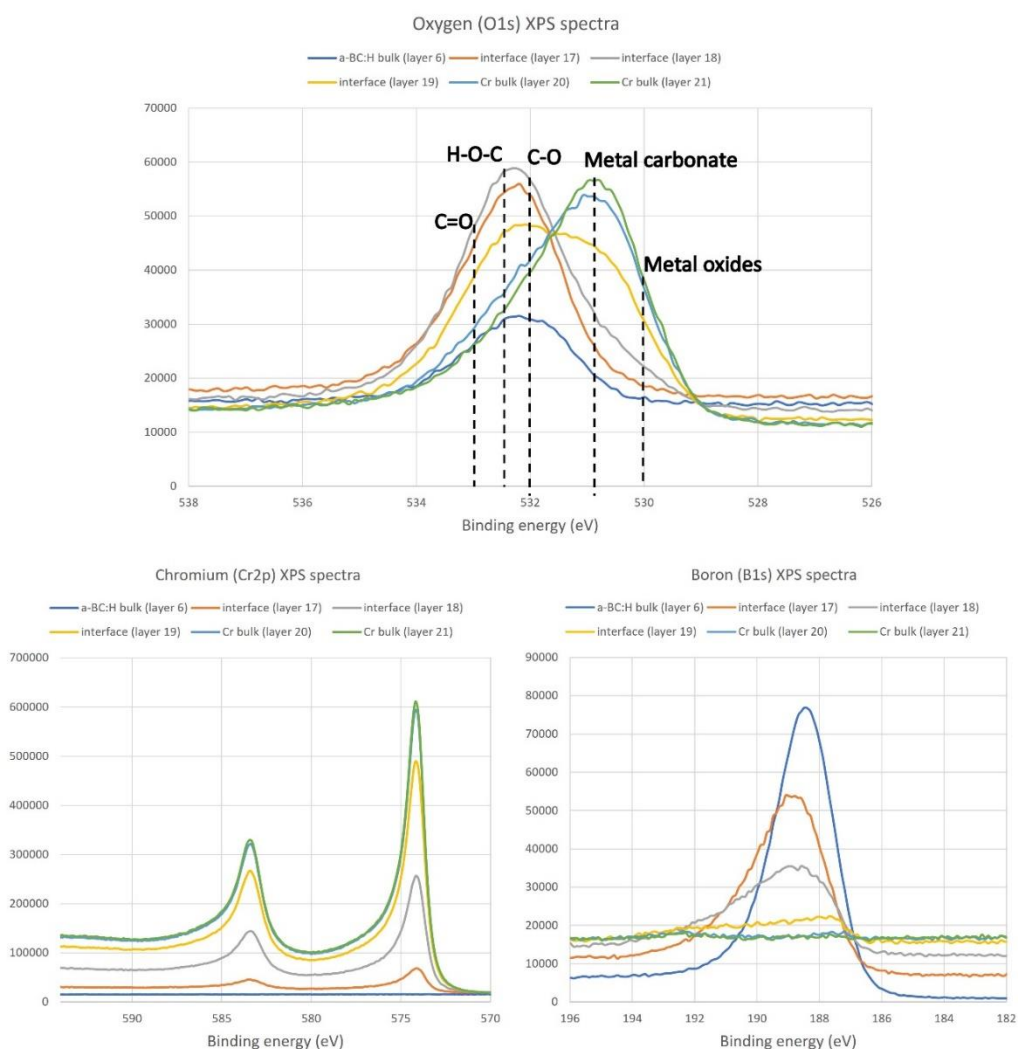 Oxygen (O1s) XPS spectra
a-BC:H bulk (layer 6) interface (layer 17) interface (layer 18)
interface (layer 19) Cr bulk (layer 20) Cr bulk (layer 21)
70000
60000
50000
40000
30000
20000
10000
0
H-O-C C-O Metal carbonate
C=O
Metal oxides
538 536 534 532 530 528 526
Binding energy (eV)
Chromium (Cr2p) XPS spectra
a-BC:H bulk (layer 6) interface (layer 17) interface (layer 18)
interface (layer 19) Cr bulk (layer 20) Cr bulk (layer 21)
700000
600000
500000
400000
300000
200000
100000
0
590 585 580 575 570
Binding energy (eV)
Boron (B1s) XPS spectra
a-BC:H bulk (layer 6) interface (layer 17) interface (layer 18)
interface (layer 19) Cr bulk (layer 20) Cr bulk (layer 21)
90000
80000
70000
60000
50000
40000
30000
20000
10000
0
196 194 192 190 188 186 184 182
Binding energy (eV)